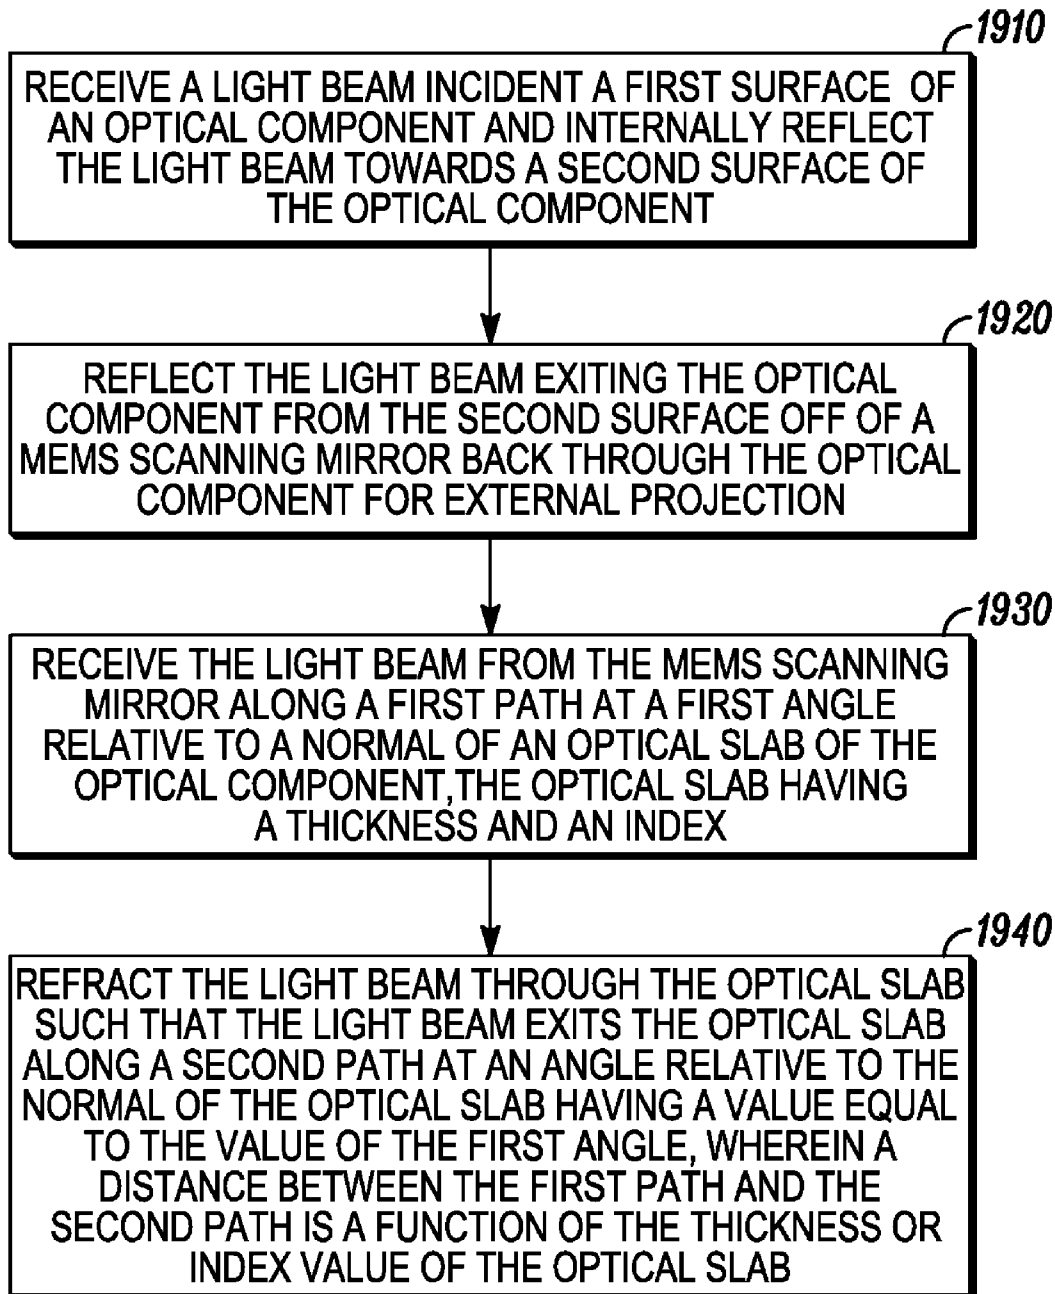 1910
RECEIVE A LIGHT BEAM INCIDENT A FIRST SURFACE OF
AN OPTICAL COMPONENT AND INTERNALLY REFLECT
THE LIGHT BEAM TOWARDS A SECOND SURFACE OF
THE OPTICAL COMPONENT
1920
REFLECT THE LIGHT BEAM EXITING THE OPTICAL
COMPONENT FROM THE SECOND SURFACE OFF OF A
MEMS SCANNING MIRROR BACK THROUGH THE OPTICAL
COMPONENT FOR EXTERNAL PROJECTION
1930
RECEIVE THE LIGHT BEAM FROM THE MEMS SCANNING
MIRROR ALONG A FIRST PATH AT A FIRST ANGLE
RELATIVE TO A NORMAL OF AN OPTICAL SLAB OF THE
OPTICAL COMPONENT, THE OPTICAL SLAB HAVING
A THICKNESS AND AN INDEX
1940
REFRACT THE LIGHT BEAM THROUGH THE OPTICAL SLAB
SUCH THAT THE LIGHT BEAM EXITS THE OPTICAL SLAB
ALONG A SECOND PATH AT AN ANGLE RELATIVE TO THE
NORMAL OF THE OPTICAL SLAB HAVING A VALUE EQUAL
TO THE VALUE OF THE FIRST ANGLE, WHEREIN A
DISTANCE BETWEEN THE FIRST PATH AND THE
SECOND PATH IS A FUNCTION OF THE THICKNESS OR
INDEX VALUE OF THE OPTICAL SLAB